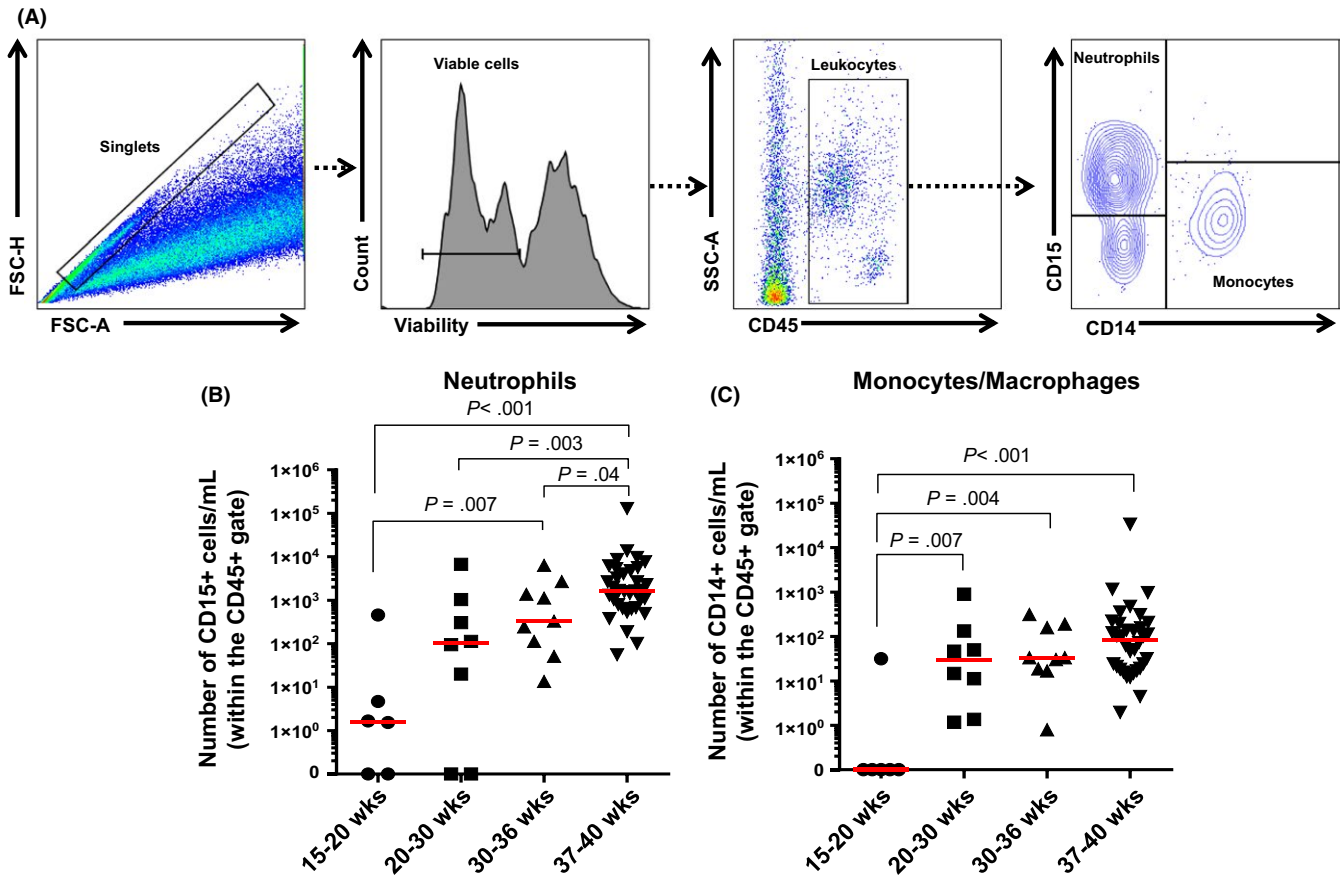 (A)
Singlets
FSC-H
FSC-A
Viable cells
Count
Viability
Leukocytes
SSC-A
CD45
Neutrophils
CD15
Monocytes
CD14
(B)
Neutrophils
P< .001
P = .003
P = .04
P = .007
Number of CD15+ cells/mL
(within the CD45+ gate)
1×10⁶
1×10⁵
1×10⁴
1×10³
1×10²
1×10¹
1×10⁰
0
15-20 wks
20-30 wks
30-36 wks
37-40 wks
(C)
Monocytes/Macrophages
P< .001
P = .004
P = .007
Number of CD14+ cells/mL
(within the CD45+ gate)
1×10⁶
1×10⁵
1×10⁴
1×10³
1×10²
1×10¹
1×10⁰
0
15-20 wks
20-30 wks
30-36 wks
37-40 wks